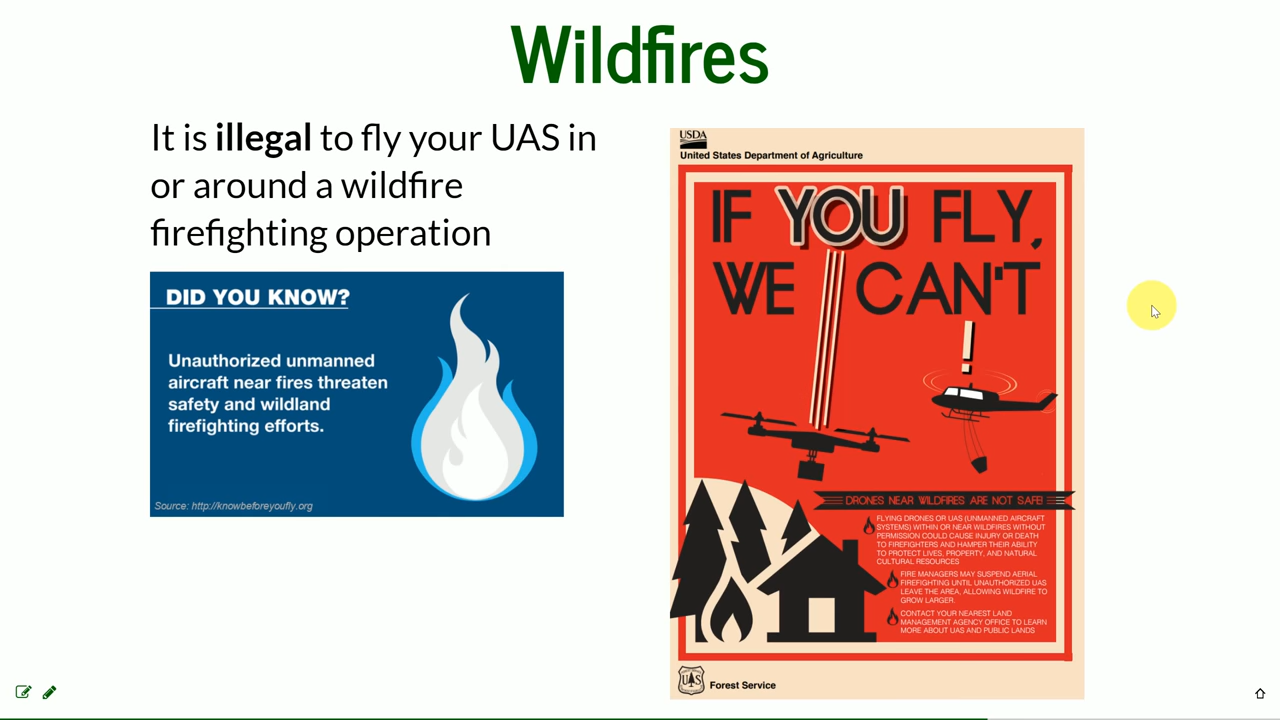 Wildfires
It is illegal to fly your UAS in
or around a wildfire
firefighting operation
DID YOU KNOW?
Unauthorized unmanned
aircraft near fires threaten
safety and wildland
firefighting efforts.
Source: http://knowbeforeyoufly.org
USDA
United States Department of Agriculture
IF YOU FLY,
WE CAN'T
DRONES NEAR WILDFIRES ARE NOT SAFE!
FLYING DRONES OR UAS (UNMANNED AIRCRAFT
SYSTEMS) WITHIN OR NEAR WILDFIRES WITHOUT
PERMISSION COULD CAUSE INJURY OR DEATH
TO FIREFIGHTERS AND HAMPER THEIR ABILITY
TO PROTECT LIVES, PROPERTY, AND NATURAL
CULTURAL RESOURCES
FIRE MANAGERS MAY SUSPEND AERIAL
FIREFIGHTING UNTIL UNAUTHORIZED UAS
LEAVE THE AREA, ALLOWING WILDFIRE TO
GROW LARGER.
CONTACT YOUR NEAREST LAND
MANAGEMENT AGENCY OFFICE TO LEARN
MORE ABOUT UAS AND PUBLIC LANDS
Forest Service